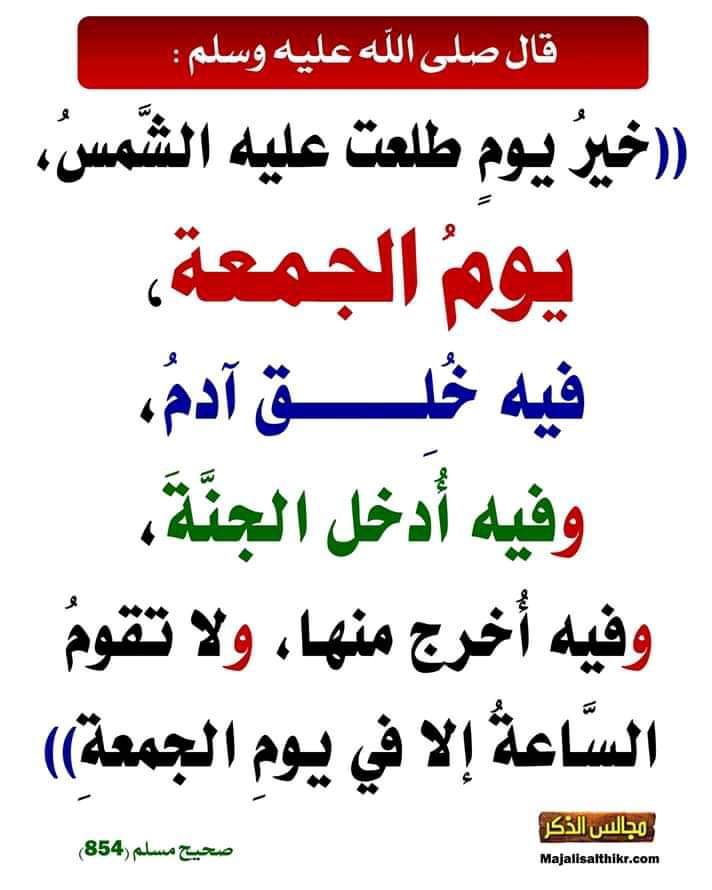 قال صلى الله عليه وسلم :
((خيرُ يومٍ طلعت عليه الشَّمسُ،
يومُ الجمعة،
فيه خُلِق آدمُ،
وفيه أُدخل الجنَّةَ،
وفيه أُخرج منها، ولا تقومُ
السَّاعةُ إلا في يومِ الجمعةِ))
مجالس الذكر
Majalisalthikr.com
صحيح مسلم (854)